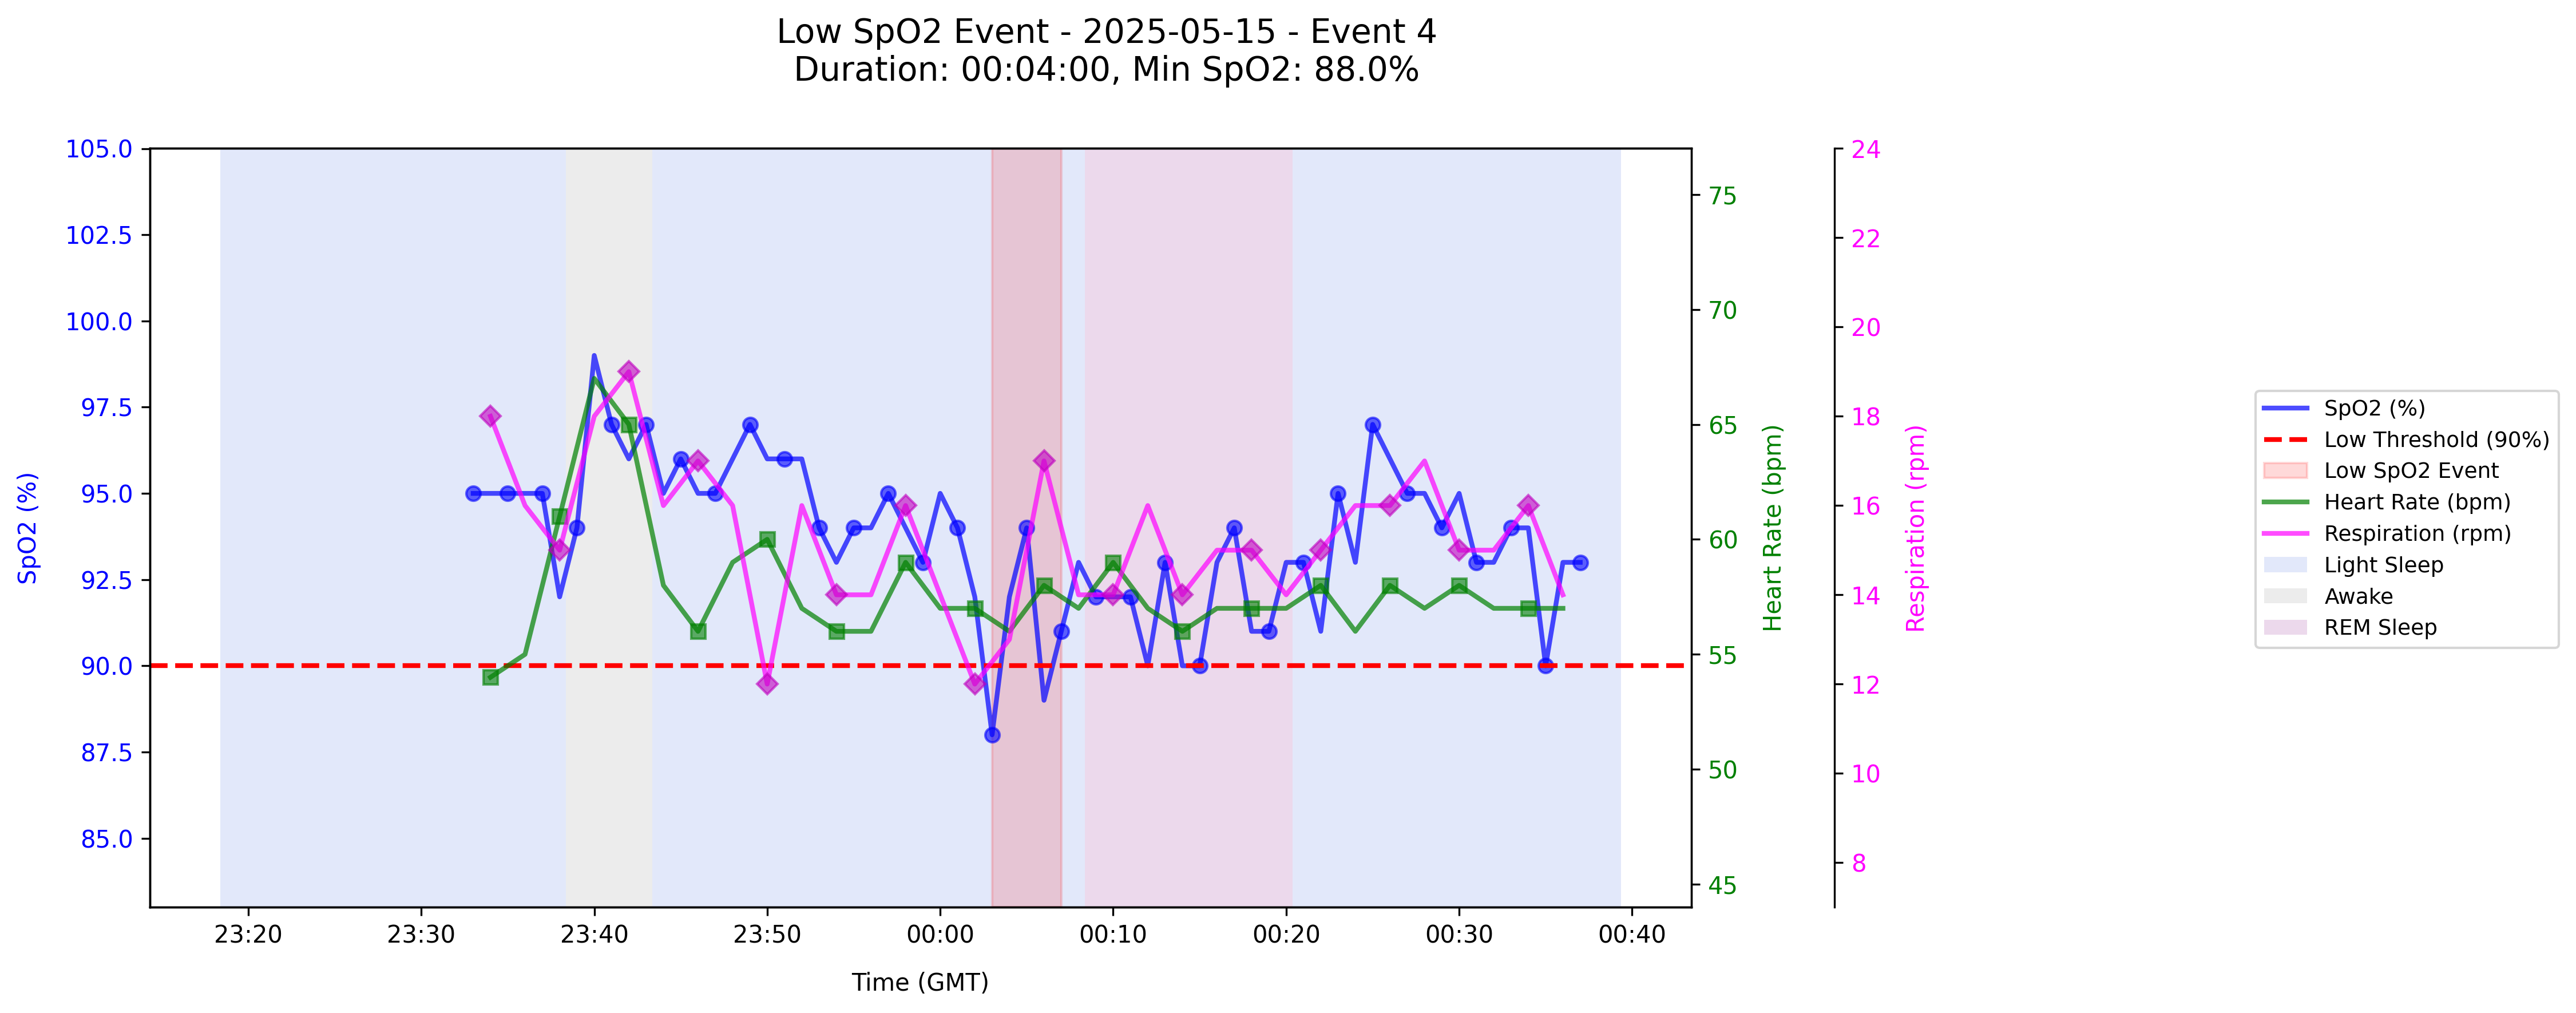 Low SpO2 Event - 2025-05-15 - Event 4
Duration: 00:04:00, Min SpO2: 88.0%
105.0
102.5
100.0
97.5
95.0
92.5
90.0
87.5
85.0
SpO2 (%)
23:20
23:30
23:40
23:50
00:00
00:10
00:20
00:30
00:40
Time (GMT)
75
70
65
60
55
50
45
Heart Rate (bpm)
24
22
20
18
16
14
12
10
8
Respiration (rpm)
SpO2 (%)
Low Threshold (90%)
Low SpO2 Event
Heart Rate (bpm)
Respiration (rpm)
Light Sleep
Awake
REM Sleep